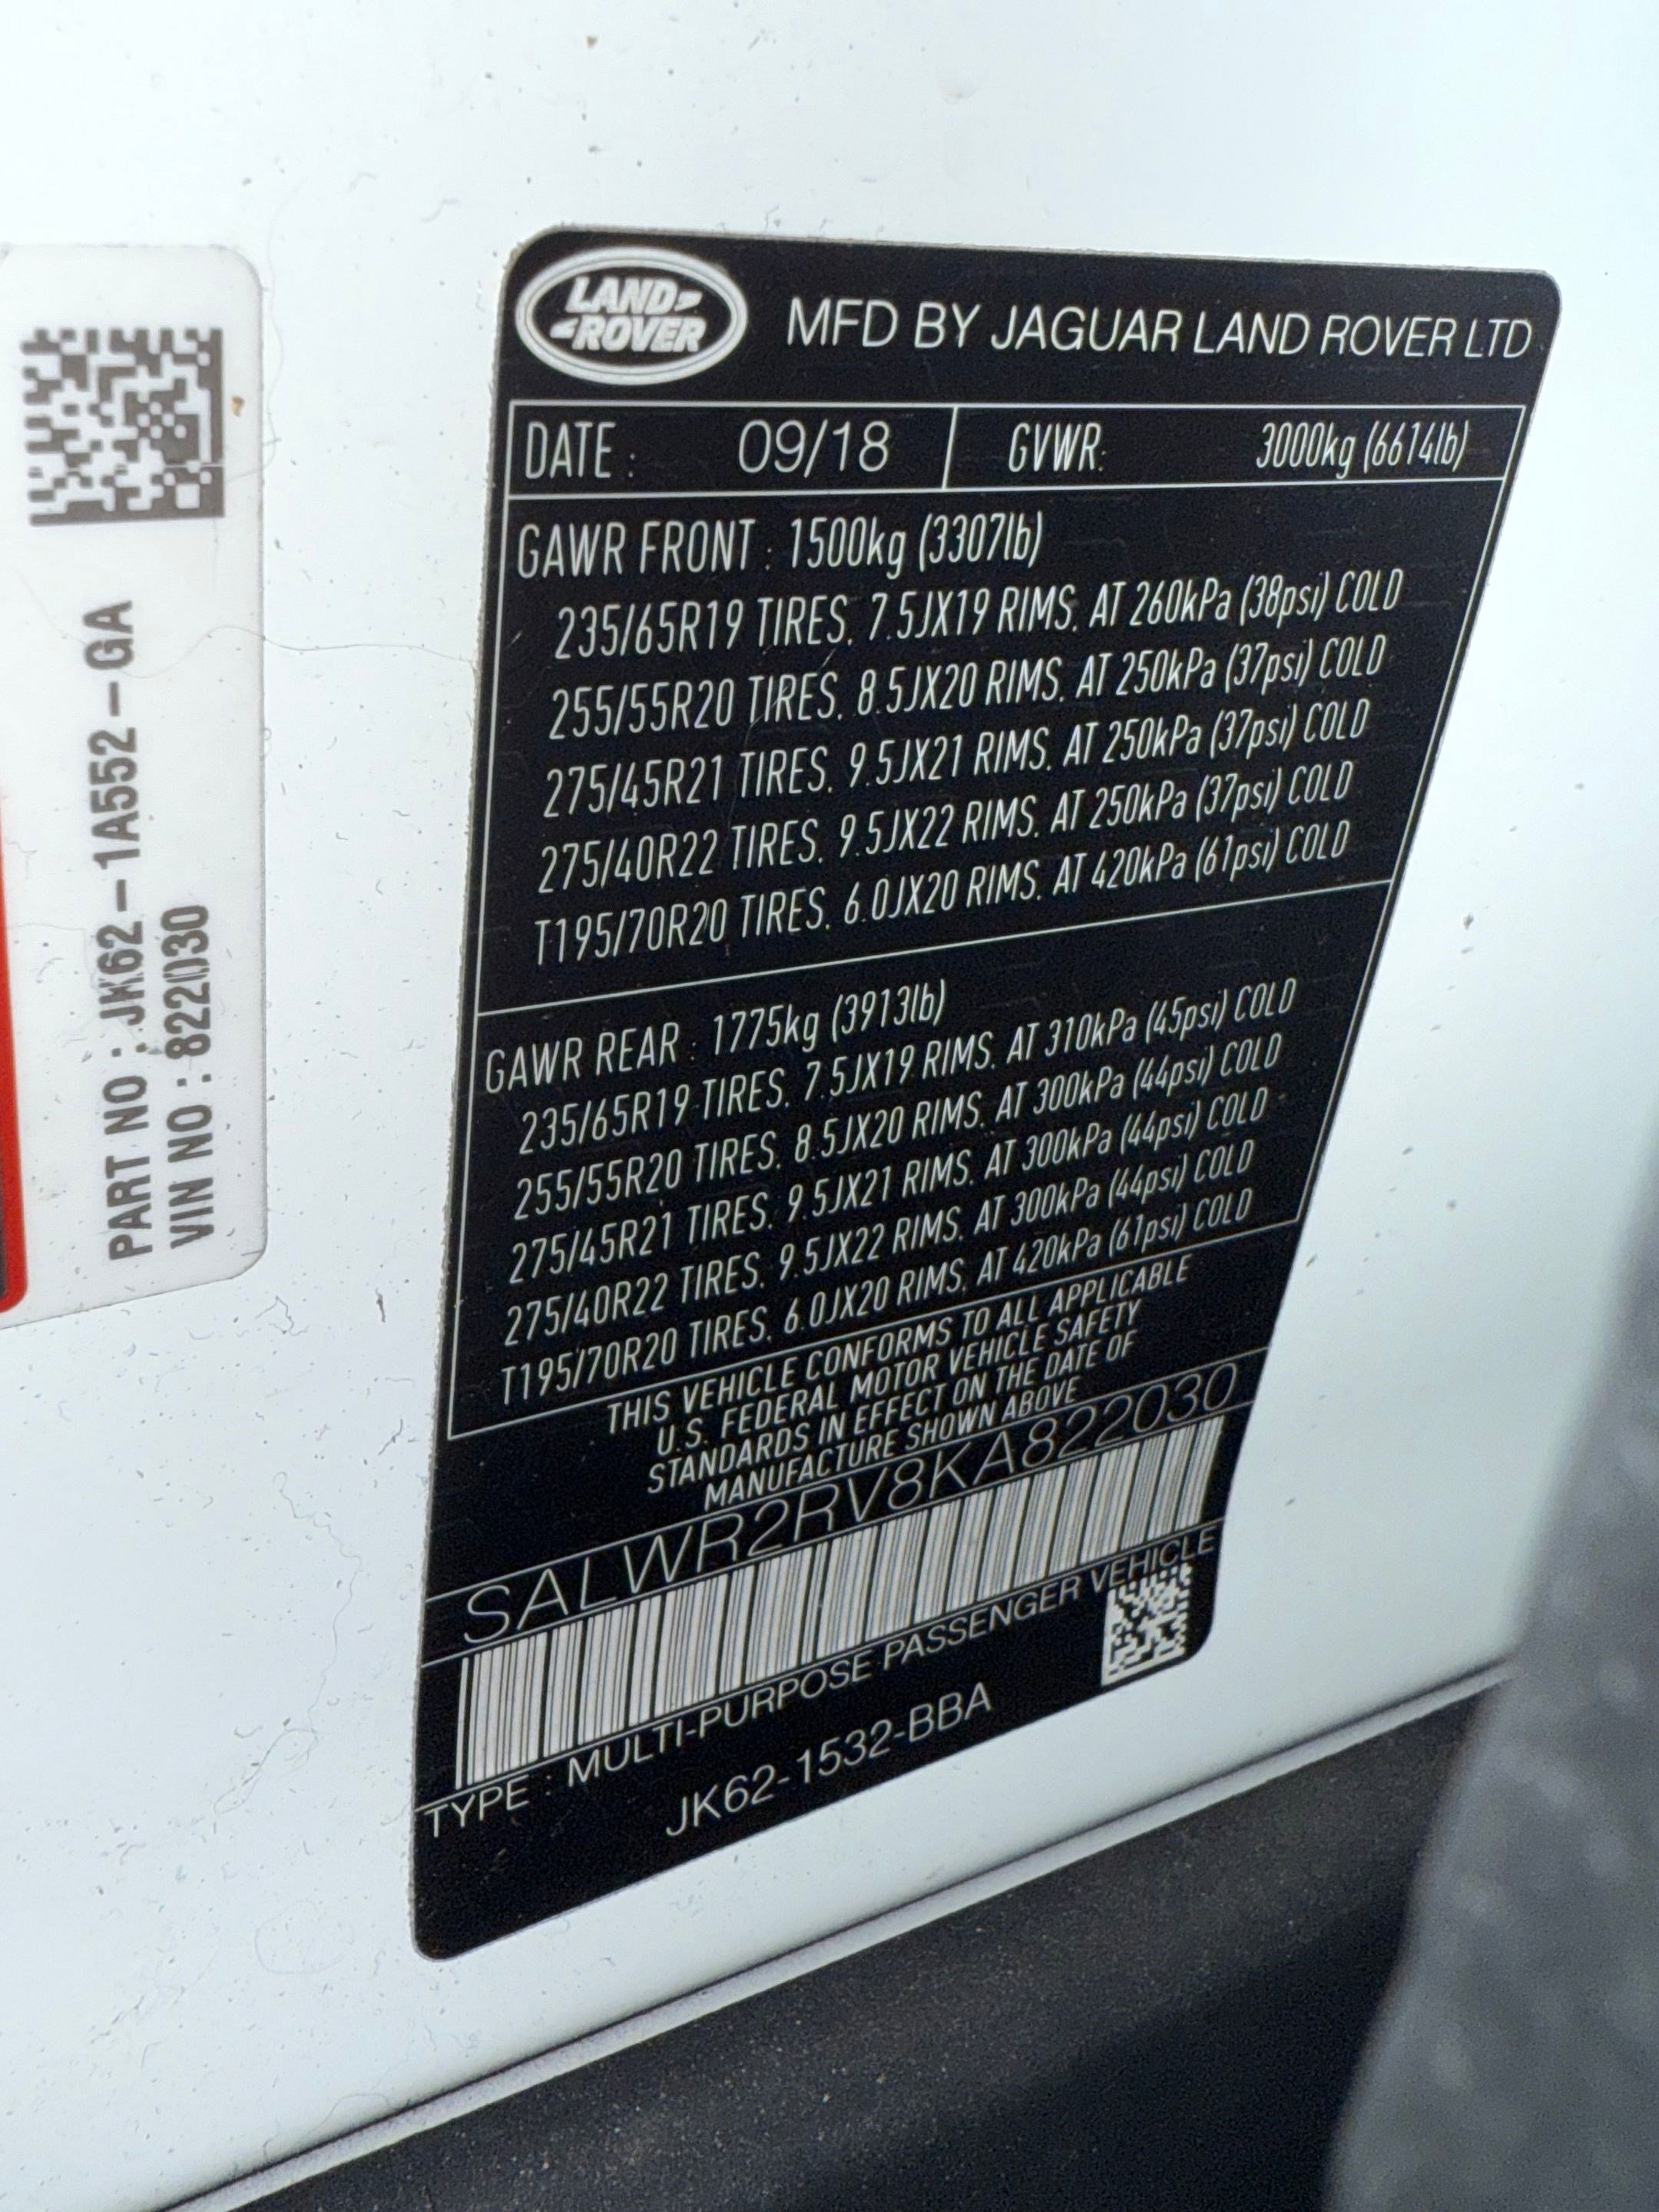 PART NO : JK62-1A552-GA
VIN NO : 822030
LAND
ROVER
MFD BY JAGUAR LAND ROVER LTD
DATE : 09/18 GVWR: 3000kg (6614lb)
GAWR FRONT : 1500kg (3307lb)
235/65R19 TIRES. 7.5JX19 RIMS. AT 260kPa (38psi) COLD
255/55R20 TIRES. 8.5JX20 RIMS. AT 250kPa (37psi) COLD
275/45R21 TIRES. 9.5JX21 RIMS. AT 250kPa (37psi) COLD
275/40R22 TIRES. 9.5JX22 RIMS. AT 250kPa (37psi) COLD
T195/70R20 TIRES. 6.0JX20 RIMS. AT 420kPa (61psi) COLD
GAWR REAR : 1775kg (3913lb)
235/65R19 TIRES. 7.5JX19 RIMS. AT 310kPa (45psi) COLD
255/55R20 TIRES. 8.5JX20 RIMS. AT 300kPa (44psi) COLD
275/45R21 TIRES. 9.5JX21 RIMS. AT 300kPa (44psi) COLD
275/40R22 TIRES. 9.5JX22 RIMS. AT 300kPa (44psi) COLD
T195/70R20 TIRES. 6.0JX20 RIMS. AT 420kPa (61psi) COLD
THIS VEHICLE CONFORMS TO ALL APPLICABLE
U.S. FEDERAL MOTOR VEHICLE SAFETY
STANDARDS IN EFFECT ON THE DATE OF
MANUFACTURE SHOWN ABOVE
SALWR2RV8KA822030
TYPE : MULTI-PURPOSE PASSENGER VEHICLE
JK62-1532-BBA